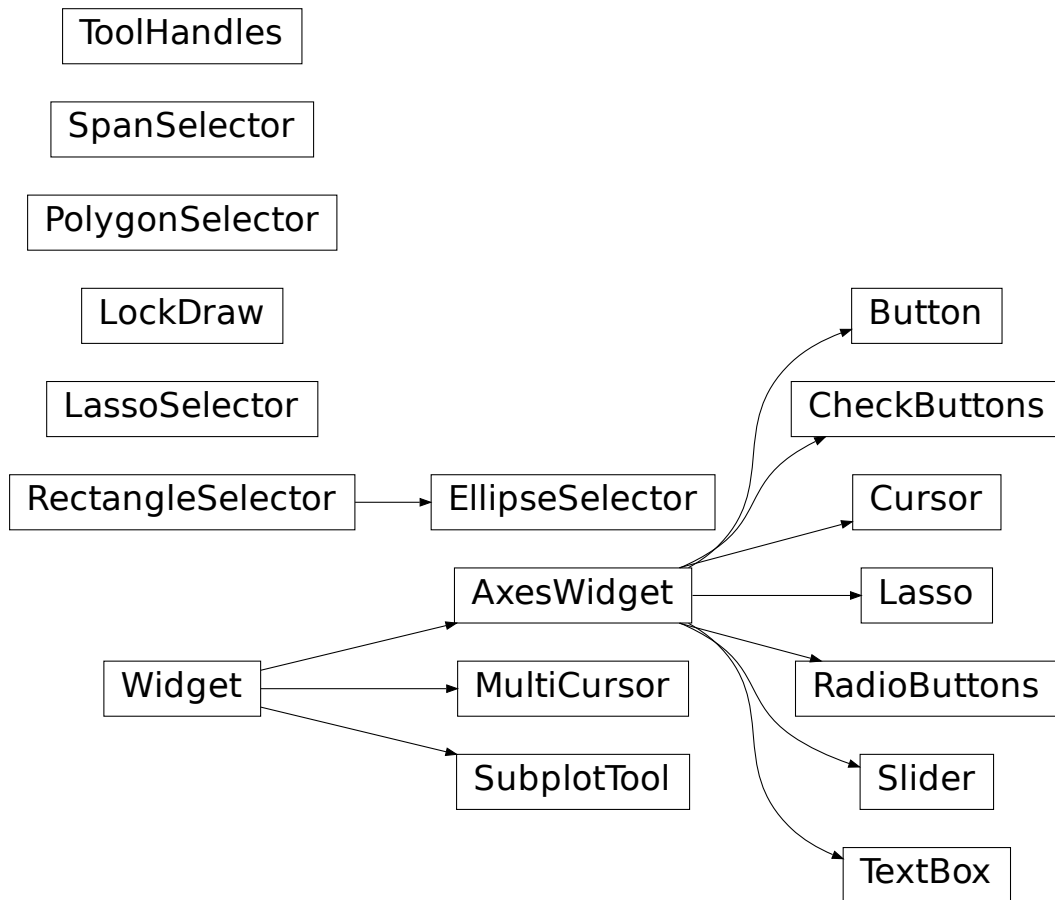 ToolHandles
SpanSelector
PolygonSelector
LockDraw
Button
LassoSelector
CheckButtons
RectangleSelector
EllipseSelector
Cursor
AxesWidget
Lasso
Widget
MultiCursor
RadioButtons
SubplotTool
Slider
TextBox